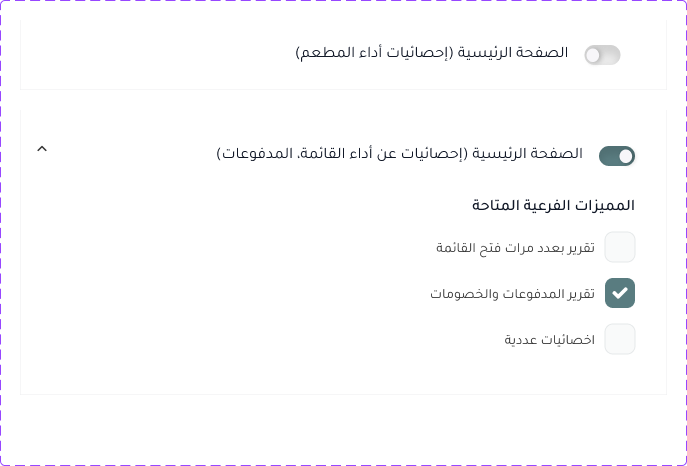 الصفحة الرئيسية (إحصائيات أداء المطعم)
الصفحة الرئيسية (إحصائيات عن أداء القائمة، المدفوعات)
المميزات الفرعية المتاحة
تقرير بعدد مرات فتح القائمة
تقرير المدفوعات والخصومات
اخصائيات عددية